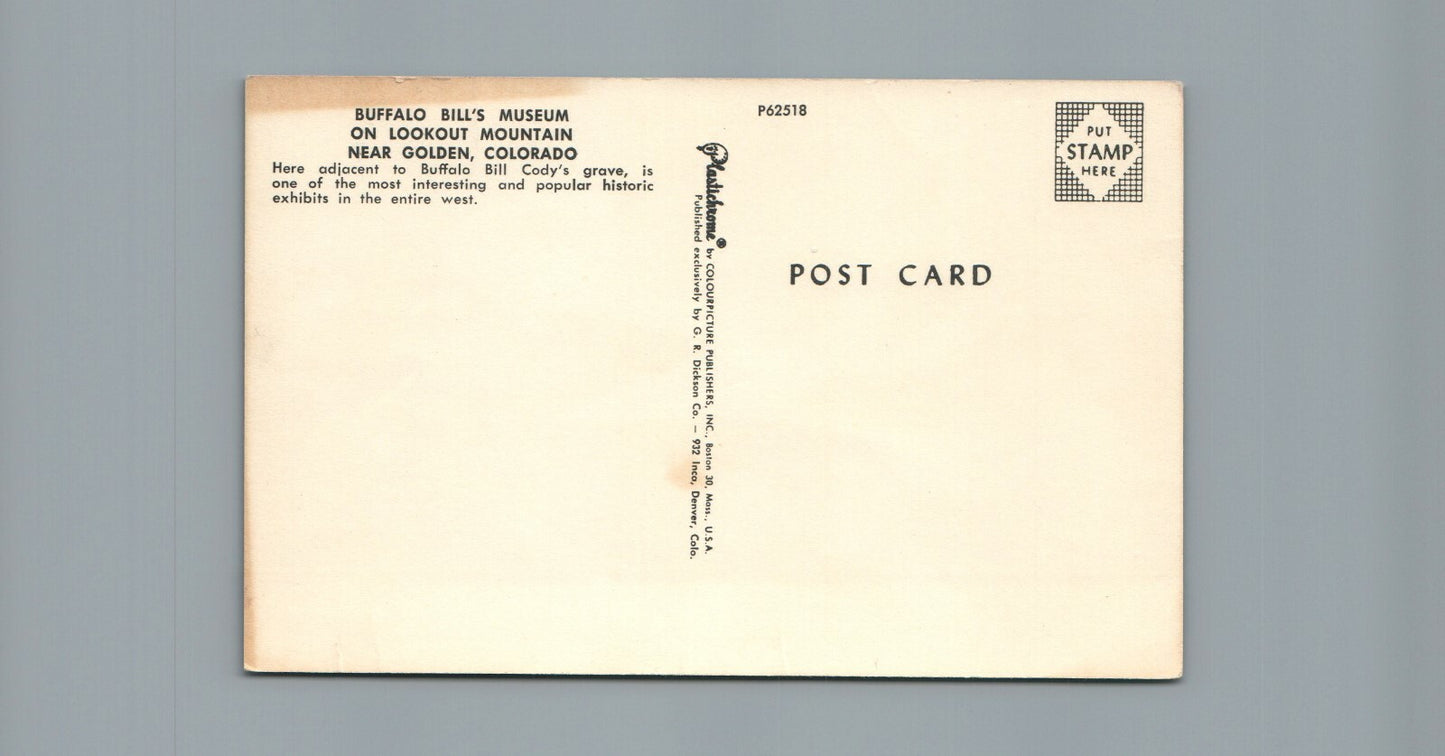 BUFFALO BILL'S MUSEUM
ON LOOKOUT MOUNTAIN
NEAR GOLDEN, COLORADO
Here adjacent to Buffalo Bill Cody's grave, is
one of the most interesting and popular historic
exhibits in the entire west.
Plastichrome® by COLOURPICTURE PUBLISHERS, INC., Boston 30, Mass., U.S.A.
Published exclusively by G. R. Dickson Co. — 932 Inca, Denver, Colo.
P62518
PUT
STAMP
HERE
POST CARD